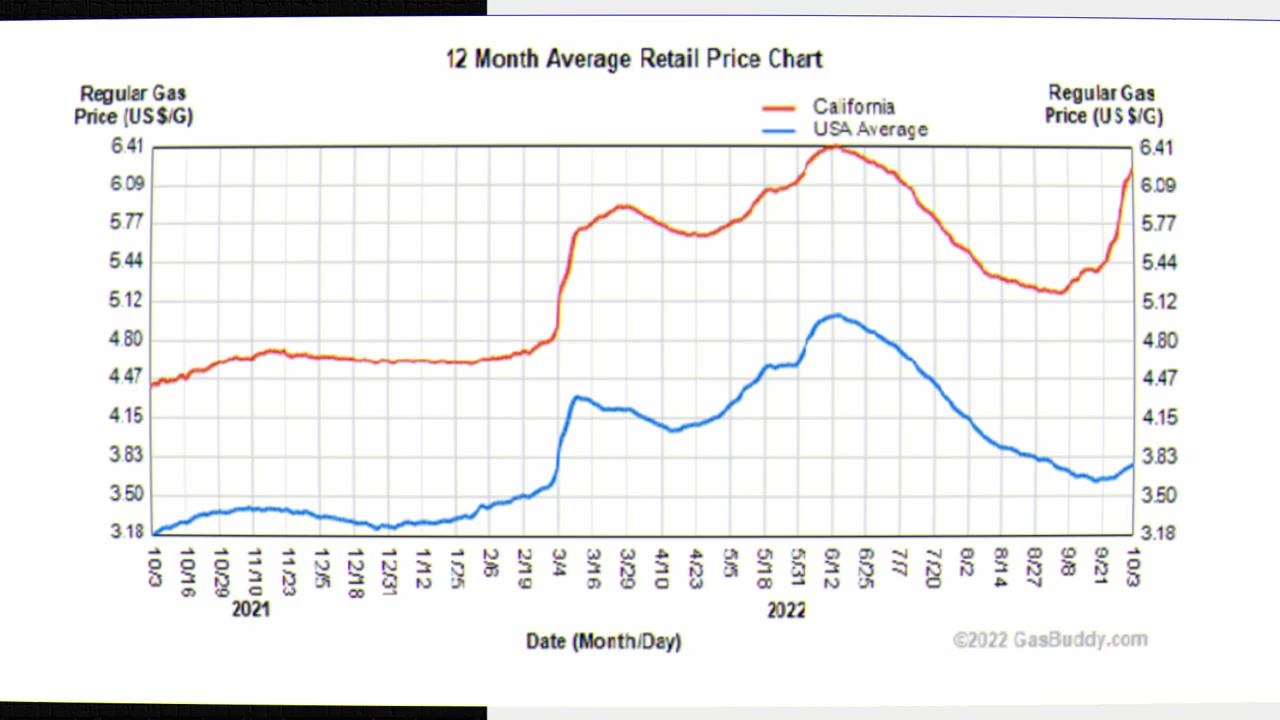 12 Month Average Retail Price Chart
Regular Gas
Price (US $/G)
Regular Gas
Price (US $/G)
California
USA Average
6.41
6.09
5.77
5.44
5.12
4.80
4.47
4.15
3.83
3.50
3.18
6.41
6.09
5.77
5.44
5.12
4.80
4.47
4.15
3.83
3.50
3.18
10/3 10/16 10/29 11/10 11/23 12/5 12/18 12/31 1/12 1/25 2/6 2/19 3/4 3/16 3/29 4/10 4/23 5/5 5/18 5/31 6/12 6/25 7/7 7/20 8/2 8/14 8/27 9/8 9/21 10/3
2021 2022
Date (Month/Day)
©2022 GasBuddy.com